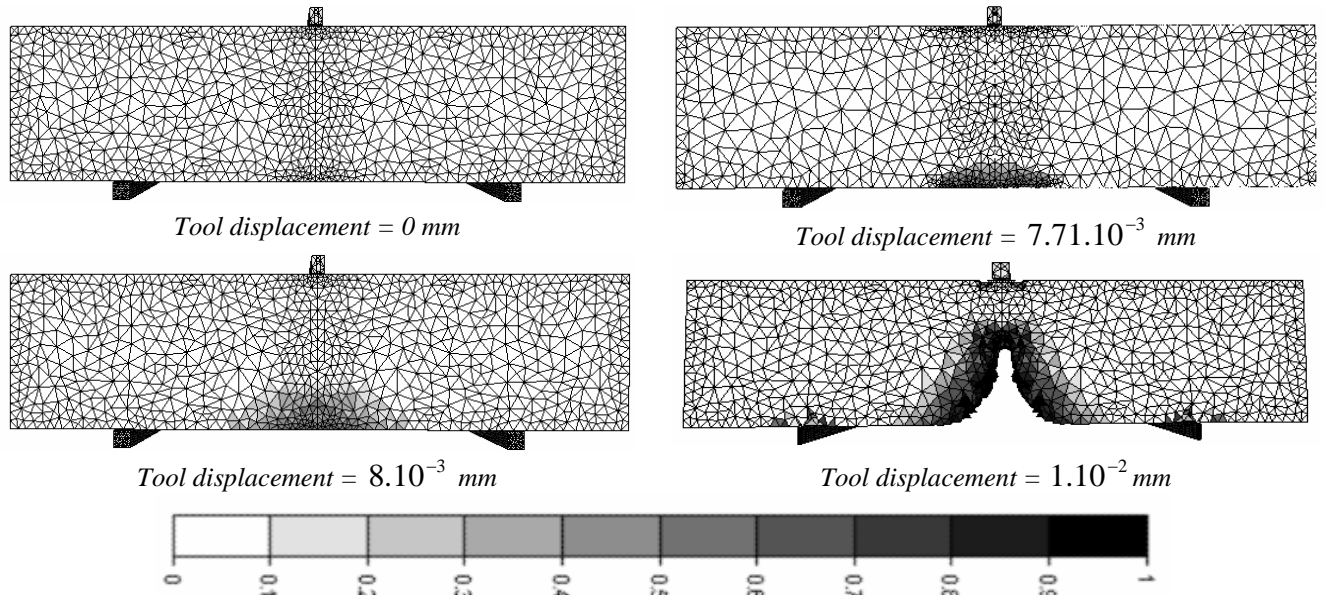 Tool displacement = 0 mm
Tool displacement = 7.71.10⁻³ mm
Tool displacement = 8.10⁻³ mm
Tool displacement = 1.10⁻² mm
0 0.1 0.2 0.3 0.4 0.5 0.6 0.7 0.8 0.9 1